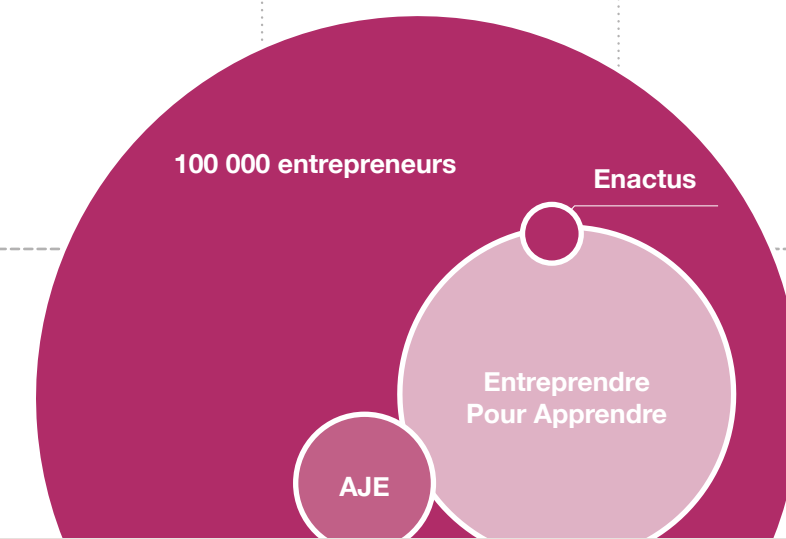 100 000 entrepreneurs
Enactus
Entreprendre
Pour Apprendre
AJE